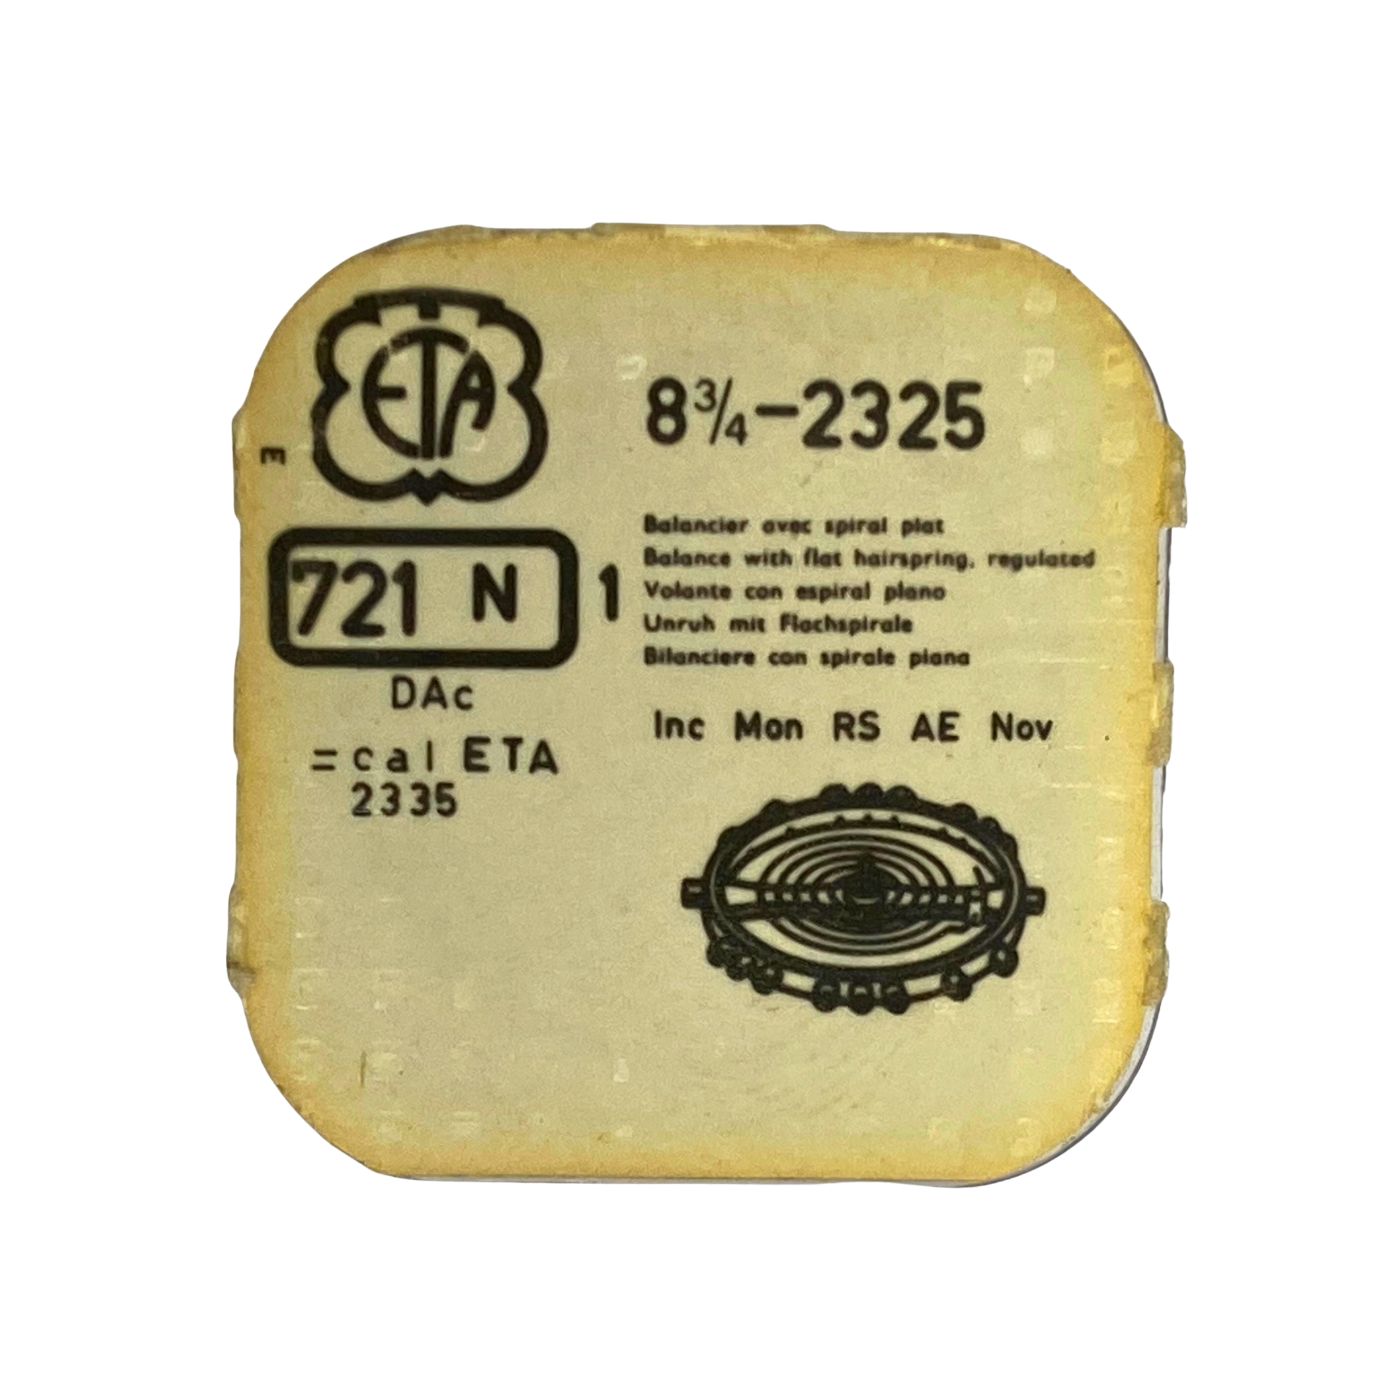 ETA
8¾-2325
E
721 N 1
Balancier avec spiral plat
Balance with flat hairspring, regulated
Volante con espiral plano
Unruh mit Flachspirale
Bilanciere con spirale piana
DAc
=cal ETA
2335
Inc Mon RS AE Nov